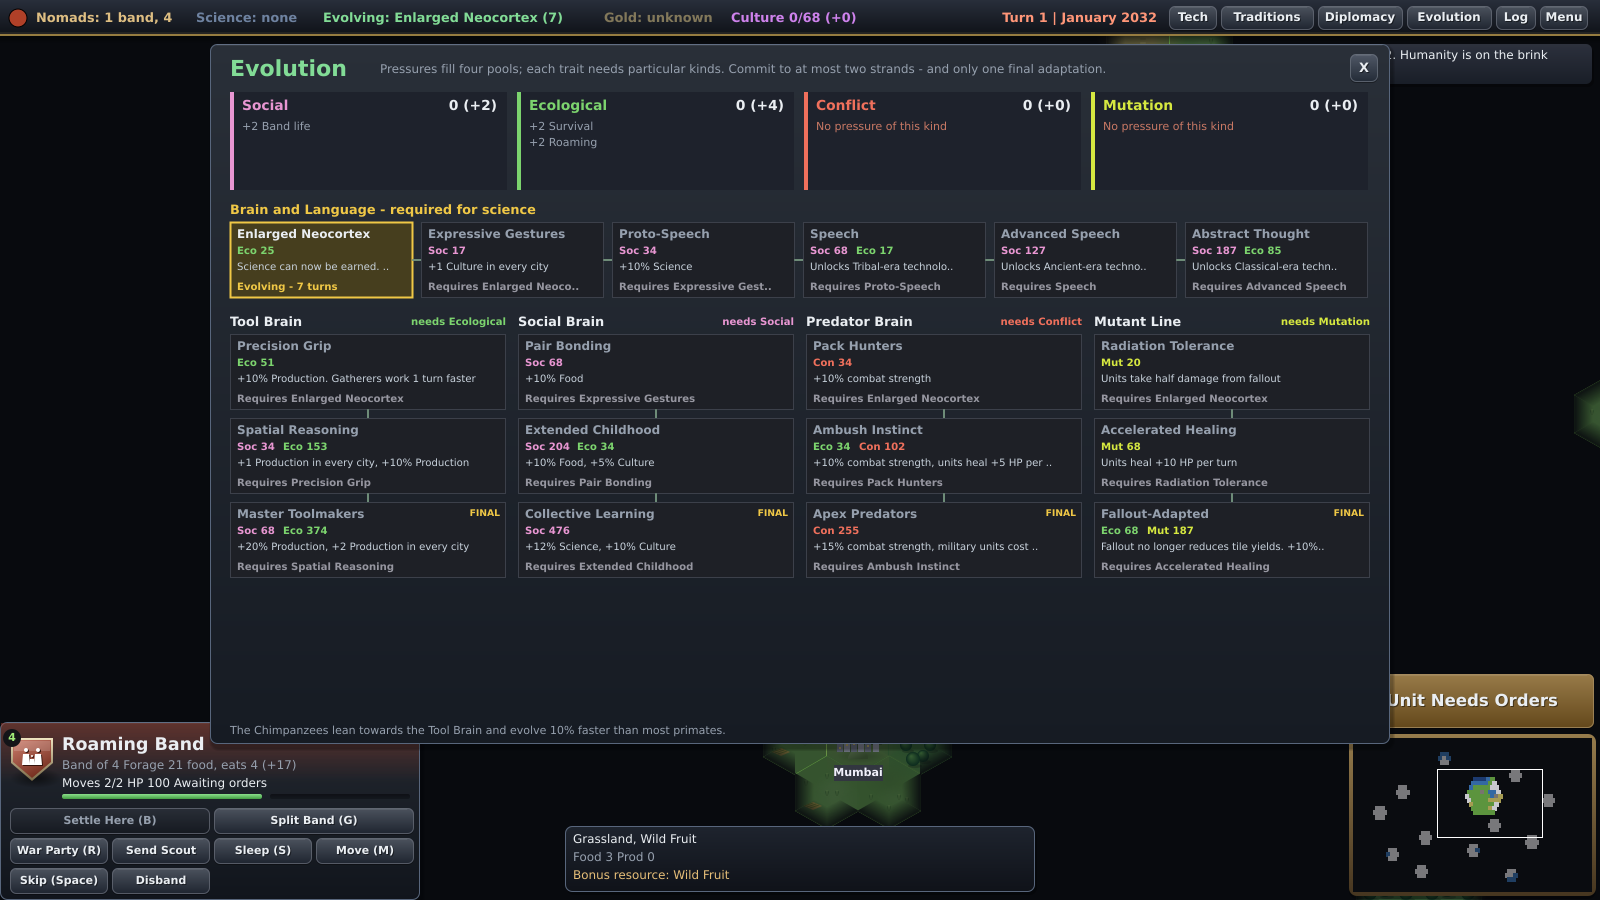 Nomads: 1 band, 4
Science: none
Evolving: Enlarged Neocortex (7)
Gold: unknown
Culture 0/68 (+0)
Turn 1 | January 2032
Tech
Traditions
Diplomacy
Evolution
Log
Menu
Evolution
Pressures fill four pools; each trait needs particular kinds. Commit to at most two strands - and only one final adaptation.
X
. Humanity is on the brink
Social
0 (+2)
+2 Band life
Ecological
0 (+4)
+2 Survival
+2 Roaming
Conflict
0 (+0)
No pressure of this kind
Mutation
0 (+0)
No pressure of this kind
Brain and Language - required for science
Enlarged Neocortex
Eco 25
Science can now be earned. ..
Evolving - 7 turns
Expressive Gestures
Soc 17
+1 Culture in every city
Requires Enlarged Neoco..
Proto-Speech
Soc 34
+10% Science
Requires Expressive Gest..
Speech
Soc 68 Eco 17
Unlocks Tribal-era technolo..
Requires Proto-Speech
Advanced Speech
Soc 127
Unlocks Ancient-era techno..
Requires Speech
Abstract Thought
Soc 187 Eco 85
Unlocks Classical-era techn..
Requires Advanced Speech
Tool Brain
needs Ecological
Precision Grip
Eco 51
+10% Production. Gatherers work 1 turn faster
Requires Enlarged Neocortex
Spatial Reasoning
Soc 34 Eco 153
+1 Production in every city, +10% Production
Requires Precision Grip
Master Toolmakers
FINAL
Soc 68 Eco 374
+20% Production, +2 Production in every city
Requires Spatial Reasoning
Social Brain
needs Social
Pair Bonding
Soc 68
+10% Food
Requires Expressive Gestures
Extended Childhood
Soc 204 Eco 34
+10% Food, +5% Culture
Requires Pair Bonding
Collective Learning
FINAL
Soc 476
+12% Science, +10% Culture
Requires Extended Childhood
Predator Brain
needs Conflict
Pack Hunters
Con 34
+10% combat strength
Requires Enlarged Neocortex
Ambush Instinct
Eco 34 Con 102
+10% combat strength, units heal +5 HP per ..
Requires Pack Hunters
Apex Predators
FINAL
Con 255
+15% combat strength, military units cost ..
Requires Ambush Instinct
Mutant Line
needs Mutation
Radiation Tolerance
Mut 20
Units take half damage from fallout
Requires Enlarged Neocortex
Accelerated Healing
Mut 68
Units heal +10 HP per turn
Requires Radiation Tolerance
Fallout-Adapted
FINAL
Eco 68 Mut 187
Fallout no longer reduces tile yields. +10%..
Requires Accelerated Healing
The Chimpanzees lean towards the Tool Brain and evolve 10% faster than most primates.
Unit Needs Orders
4
Roaming Band
Band of 4 Forage 21 food, eats 4 (+17)
Moves 2/2 HP 100 Awaiting orders
Settle Here (B)
Split Band (G)
War Party (R)
Send Scout
Sleep (S)
Move (M)
Skip (Space)
Disband
Mumbai
Grassland, Wild Fruit
Food 3 Prod 0
Bonus resource: Wild Fruit